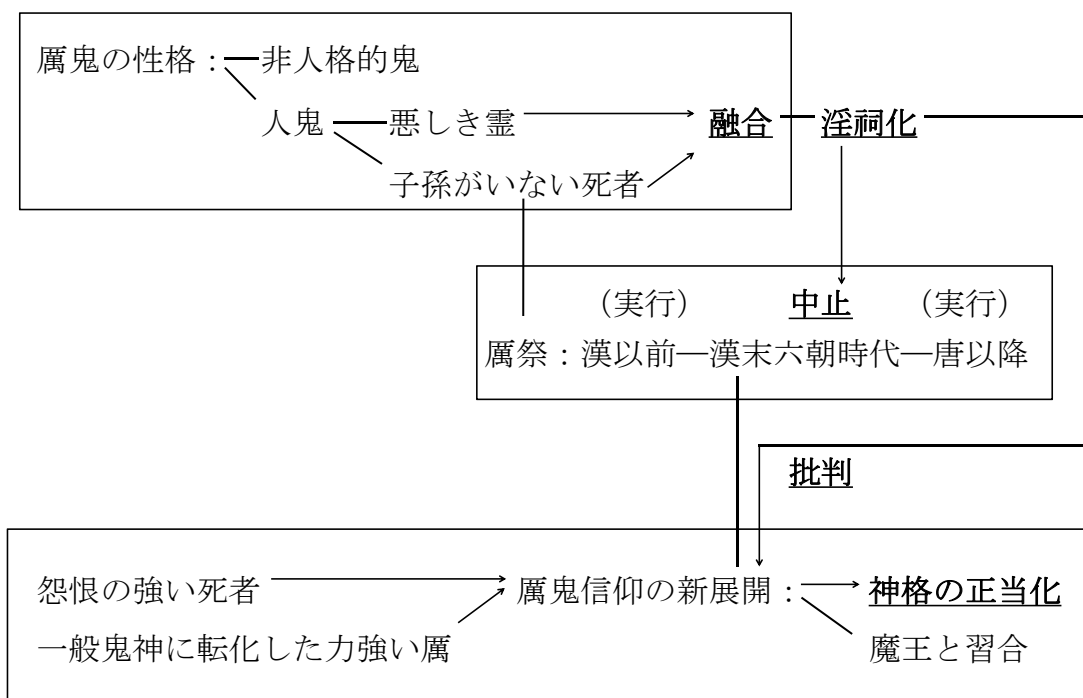 厲鬼の性格：非人格的鬼
人鬼 悪しき霊 融合 淫祠化
子孫がいない死者
（実行） 中止 （実行）
厲祭：漢以前―漢末六朝時代―唐以降
批判
怨恨の強い死者 厲鬼信仰の新展開： 神格の正当化
一般鬼神に転化した力強い厲 魔王と習合